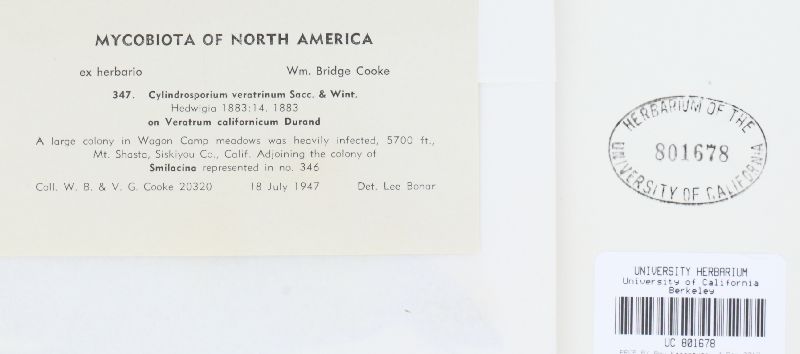 MYCOBIOTA OF NORTH AMERICA
ex herbario Wm. Bridge Cooke
347. Cylindrosporium veratrinum Sacc. & Wint.
Hedwigia 1883:14. 1883
on Veratrum californicum Durand
A large colony in Wagon Camp meadows was heavily infected, 5700 ft.,
Mt. Shasta, Siskiyou Co., Calif. Adjoining the colony of
Smilacina represented in no. 346
Coll. W. B. & V. G. Cooke 20320 18 July 1947 Det. Lee Bonar
HERBARIUM OF THE
801678
UNIVERSITY OF CALIFORNIA
UNIVERSITY HERBARIUM
University of California
Berkeley
UC 801678